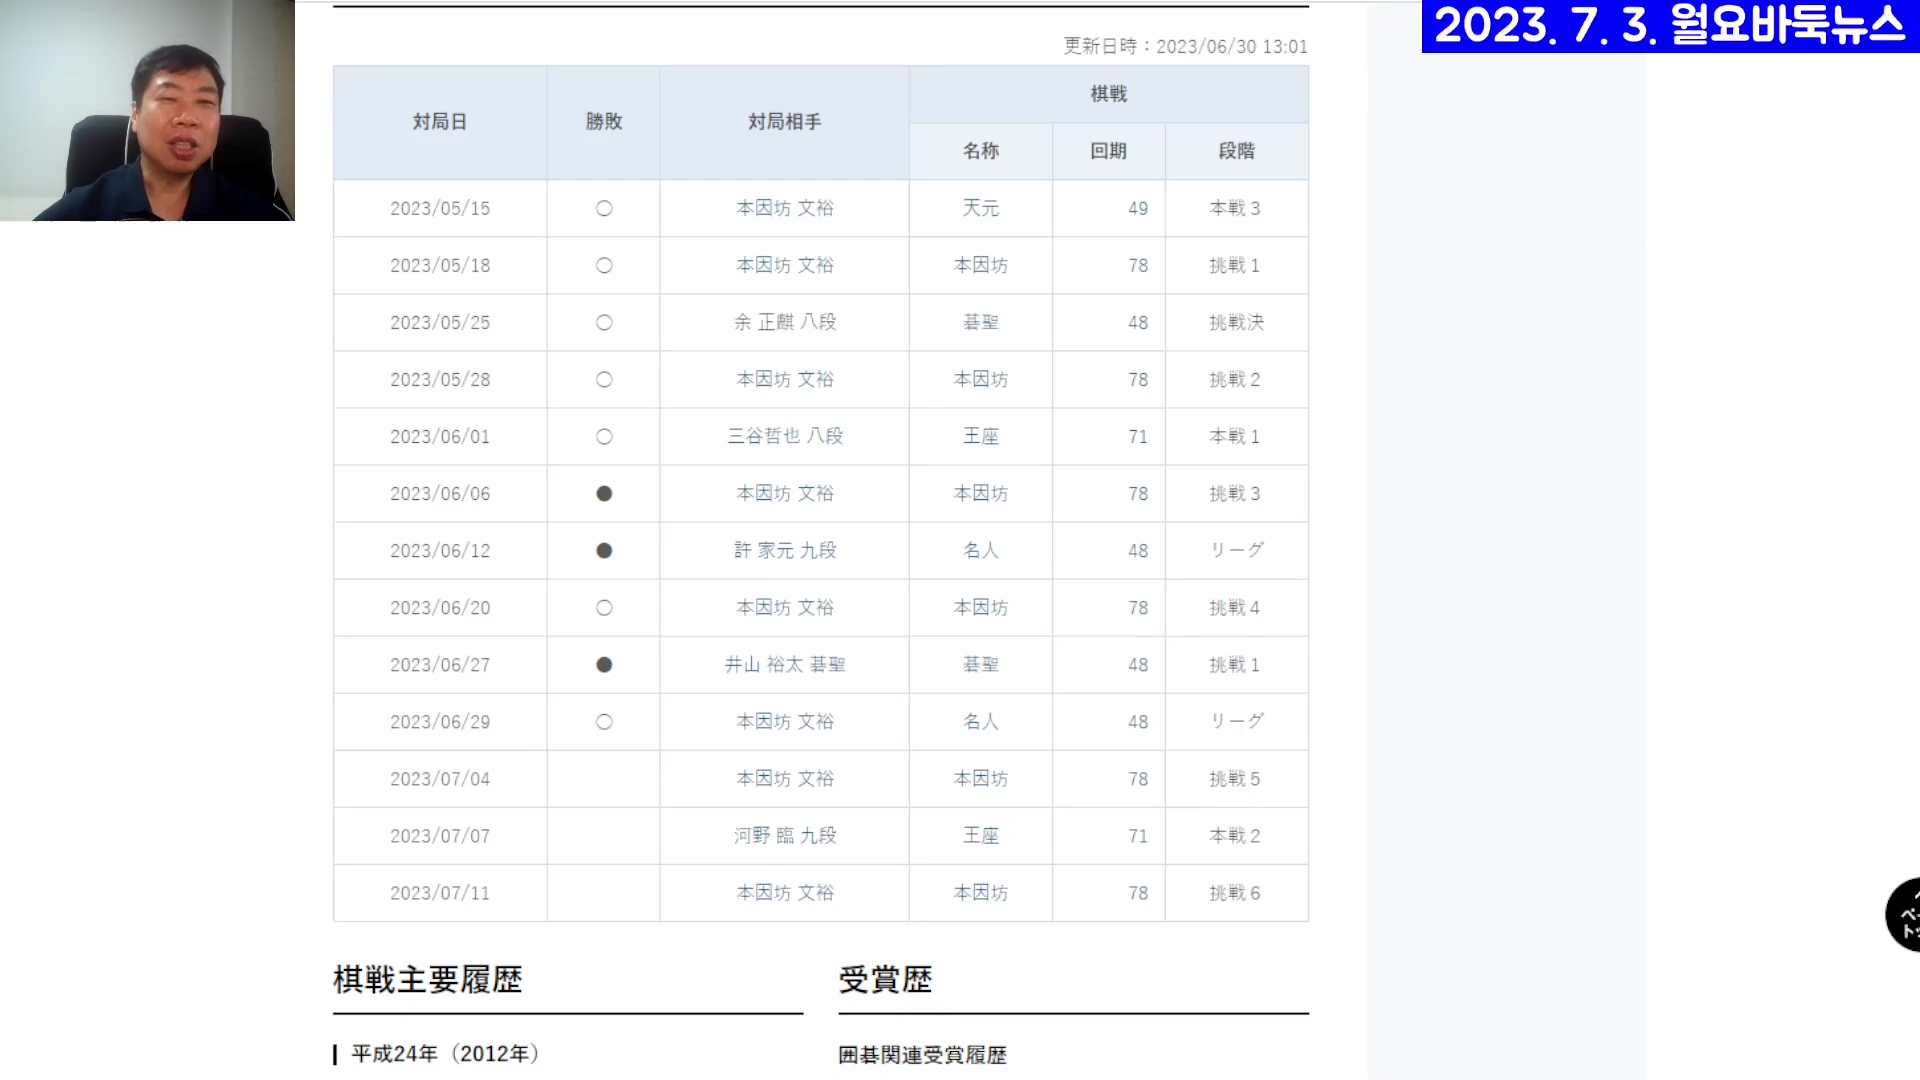 2023. 7. 3. 월요바둑뉴스
更新日時：2023/06/30 13:01
対局日 勝敗 対局相手 棋戦
名称 回期 段階
2023/05/15 ○ 本因坊 文裕 天元 49 本戦 3
2023/05/18 ○ 本因坊 文裕 本因坊 78 挑戦 1
2023/05/25 ○ 余 正麒 八段 碁聖 48 挑戦決
2023/05/28 ○ 本因坊 文裕 本因坊 78 挑戦 2
2023/06/01 ○ 三谷哲也 八段 王座 71 本戦 1
2023/06/06 ● 本因坊 文裕 本因坊 78 挑戦 3
2023/06/12 ● 許 家元 九段 名人 48 リーグ
2023/06/20 ○ 本因坊 文裕 本因坊 78 挑戦 4
2023/06/27 ● 井山 裕太 碁聖 碁聖 48 挑戦 1
2023/06/29 ○ 本因坊 文裕 名人 48 リーグ
2023/07/04 本因坊 文裕 本因坊 78 挑戦 5
2023/07/07 河野 臨 九段 王座 71 本戦 2
2023/07/11 本因坊 文裕 本因坊 78 挑戦 6
棋戦主要履歴
受賞歴
平成24年（2012年）
囲碁関連受賞履歴